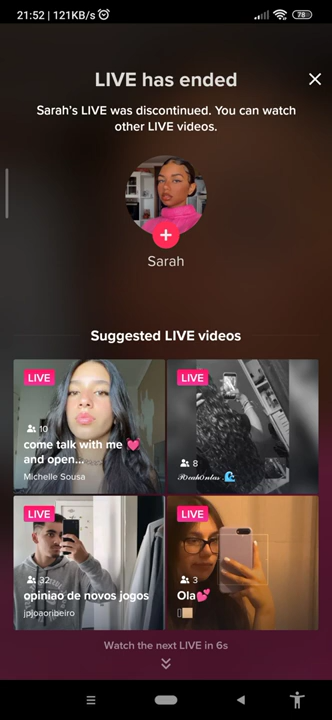 21:52 | 121KB/s
78
LIVE has ended
Sarah's LIVE was discontinued. You can watch
other LIVE videos.
Sarah
Suggested LIVE videos
LIVE
LIVE
10
come talk with me 💗
and open...
Michelle Sousa
8
LIVE
LIVE
32
opiniao de novos jogos
jpjoaoribeiro
3
Ola💕
Watch the next LIVE in 6s